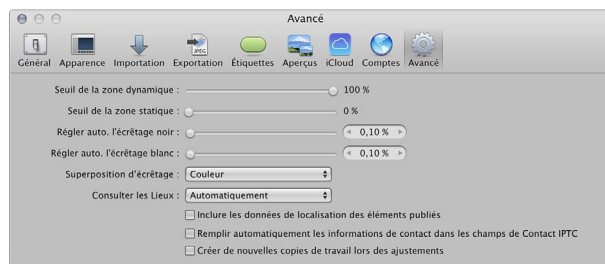 Avancé
Général Apparence Importation Exportation Étiquettes Aperçus iCloud Comptes Avancé
Seuil de la zone dynamique : 100 %
Seuil de la zone statique : 0 %
Régler auto. l'écrêtage noir : 0,10 %
Régler auto. l'écrêtage blanc : 0,10 %
Superposition d'écrêtage : Couleur
Consulter les Lieux : Automatiquement
Inclure les données de localisation des éléments publiés
Remplir automatiquement les informations de contact dans les champs de Contact IPTC
Créer de nouvelles copies de travail lors des ajustements